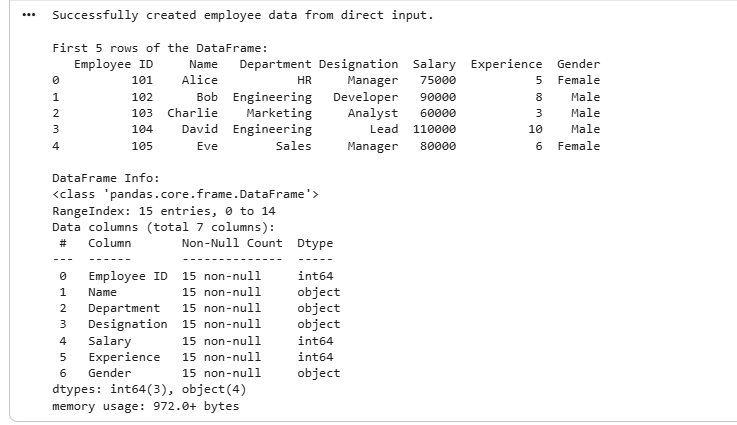 ••• Successfully created employee data from direct input.
First 5 rows of the DataFrame:
Employee ID Name Department Designation Salary Experience Gender
0 101 Alice HR Manager 75000 5 Female
1 102 Bob Engineering Developer 90000 8 Male
2 103 Charlie Marketing Analyst 60000 3 Male
3 104 David Engineering Lead 110000 10 Male
4 105 Eve Sales Manager 80000 6 Female
DataFrame Info:
<class 'pandas.core.frame.DataFrame'>
RangeIndex: 15 entries, 0 to 14
Data columns (total 7 columns):
# Column Non-Null Count Dtype
--- ------ -------------- -----
0 Employee ID 15 non-null int64
1 Name 15 non-null object
2 Department 15 non-null object
3 Designation 15 non-null object
4 Salary 15 non-null int64
5 Experience 15 non-null int64
6 Gender 15 non-null object
dtypes: int64(3), object(4)
memory usage: 972.0+ bytes